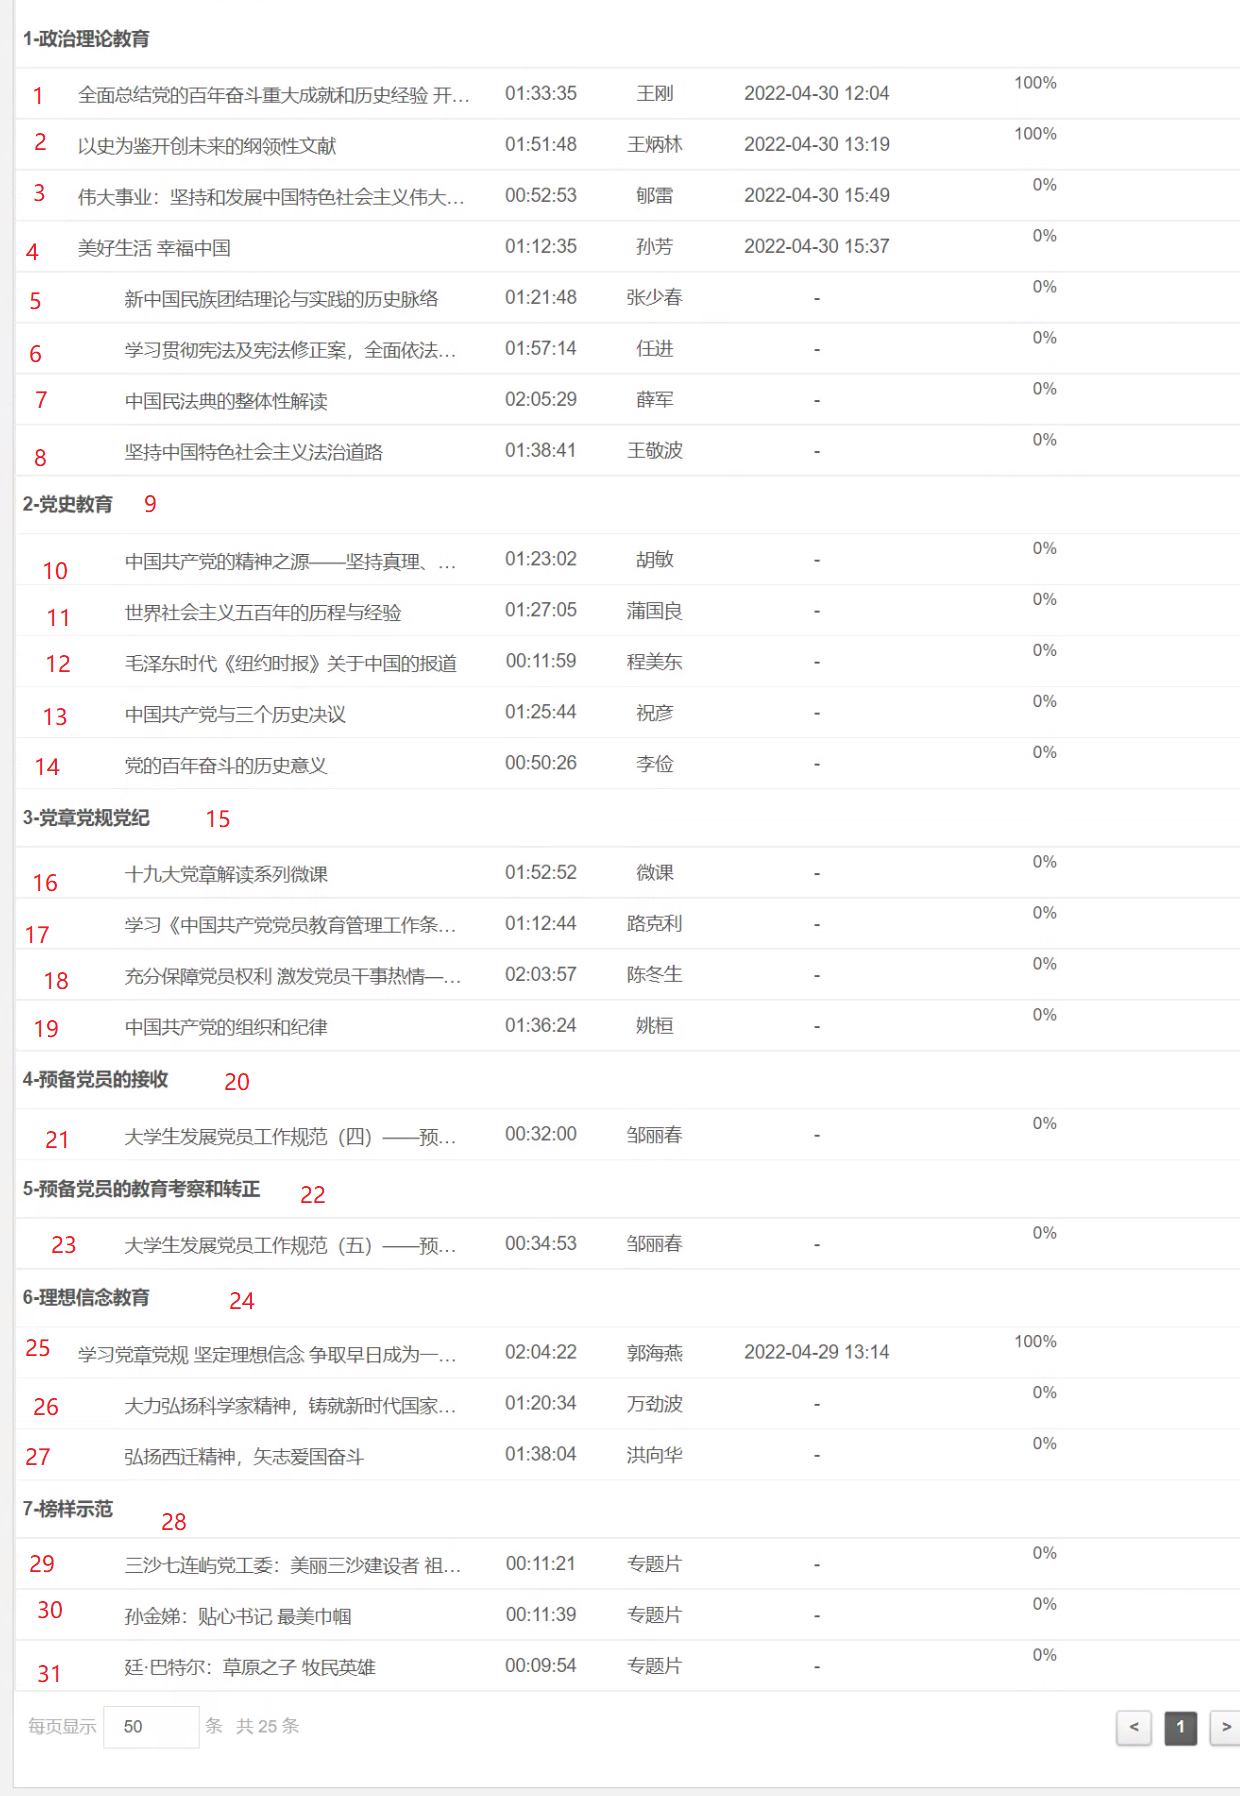 1-政治理论教育
1 全面总结党的百年奋斗重大成就和历史经验 开... 01:33:35 王刚 2022-04-30 12:04 100%
2 以史为鉴开创未来的纲领性文献 01:51:48 王炳林 2022-04-30 13:19 100%
3 伟大事业：坚持和发展中国特色社会主义伟大... 00:52:53 郇雷 2022-04-30 15:49 0%
4 美好生活 幸福中国 01:12:35 孙芳 2022-04-30 15:37 0%
5 新中国民族团结理论与实践的历史脉络 01:21:48 张少春 - 0%
6 学习贯彻宪法及宪法修正案，全面依法... 01:57:14 任进 - 0%
7 中国民法典的整体性解读 02:05:29 薛军 - 0%
8 坚持中国特色社会主义法治道路 01:38:41 王敬波 - 0%
2-党史教育 9
10 中国共产党的精神之源——坚持真理、... 01:23:02 胡敏 - 0%
11 世界社会主义五百年的历程与经验 01:27:05 蒲国良 - 0%
12 毛泽东时代《纽约时报》关于中国的报道 00:11:59 程美东 - 0%
13 中国共产党与三个历史决议 01:25:44 祝彦 - 0%
14 党的百年奋斗的历史意义 00:50:26 李俭 - 0%
3-党章党规党纪 15
16 十九大党章解读系列微课 01:52:52 微课 - 0%
17 学习《中国共产党党员教育管理工作条... 01:12:44 路克利 - 0%
18 充分保障党员权利 激发党员干事热情—... 02:03:57 陈冬生 - 0%
19 中国共产党的组织和纪律 01:36:24 姚桓 - 0%
4-预备党员的接收 20
21 大学生发展党员工作规范（四）——预... 00:32:00 邹丽春 - 0%
5-预备党员的教育考察和转正 22
23 大学生发展党员工作规范（五）——预... 00:34:53 邹丽春 - 0%
6-理想信念教育 24
25 学习党章党规 坚定理想信念 争取早日成为一... 02:04:22 郭海燕 2022-04-29 13:14 100%
26 大力弘扬科学家精神，铸就新时代国家... 01:20:34 万劲波 - 0%
27 弘扬西迁精神，矢志爱国奋斗 01:38:04 洪向华 - 0%
7-榜样示范 28
29 三沙七连屿党工委：美丽三沙建设者 祖... 00:11:21 专题片 - 0%
30 孙金娣：贴心书记 最美巾帼 00:11:39 专题片 - 0%
31 廷·巴特尔：草原之子 牧民英雄 00:09:54 专题片 - 0%
每页显示 50 条 共 25 条 < 1 >